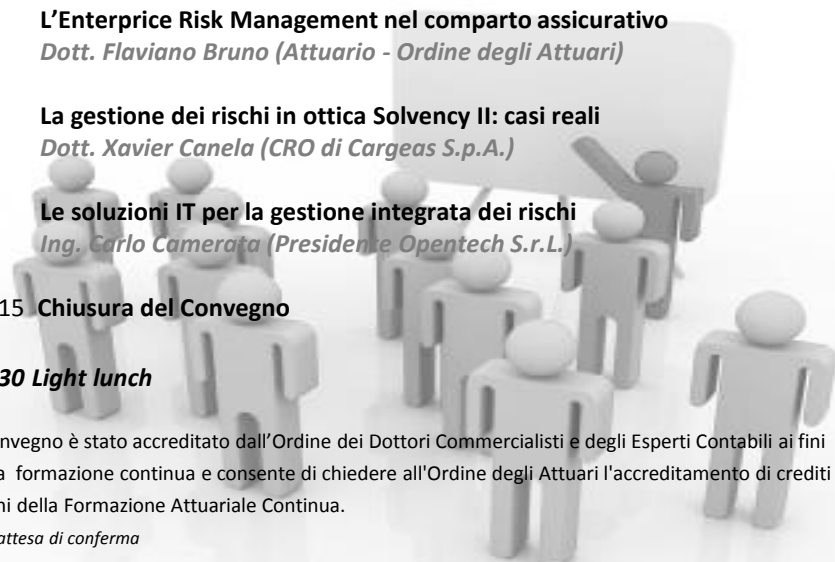 L'Enterprice Risk Management nel comparto assicurativo
Dott. Flaviano Bruno (Attuario - Ordine degli Attuari)
La gestione dei rischi in ottica Solvency II: casi reali
Dott. Xavier Canela (CRO di Cargeas S.p.A.)
Le soluzioni IT per la gestione integrata dei rischi
Ing. Carlo Camerata (Presidente Opentech S.r.L.)
15 Chiusura del Convegno
30 Light lunch
nvegno è stato accreditato dall'Ordine dei Dottori Commercialisti e degli Esperti Contabili ai fini
a formazione continua e consente di chiedere all'Ordine degli Attuari l'accreditamento di crediti
ni della Formazione Attuariale Continua.
attesa di conferma